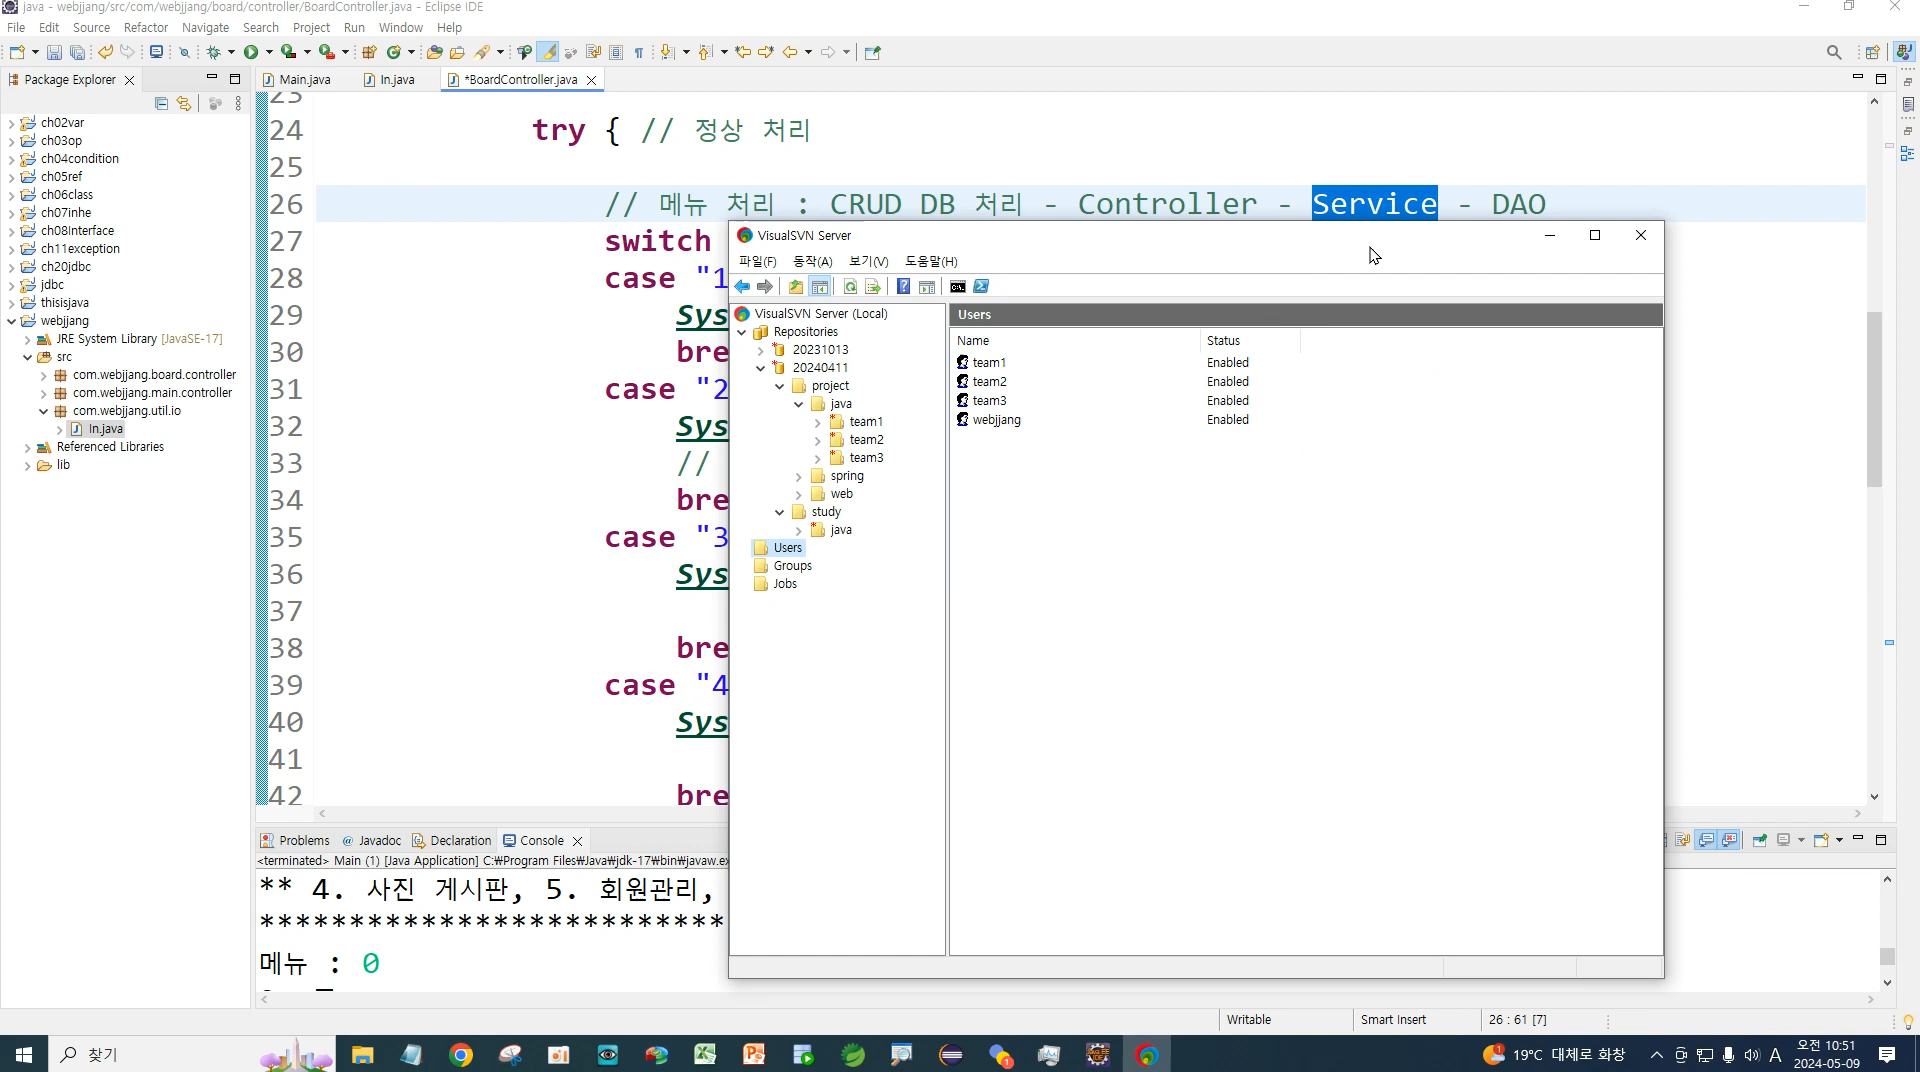 java - webjjang/src/com/webjjang/board/controller/BoardController.java - Eclipse IDE
File Edit Source Refactor Navigate Search Project Run Window Help
Package Explorer
Main.java In.java *BoardController.java
ch02var
ch03op
ch04condition
ch05ref
ch06class
ch07inhe
ch08Interface
ch11exception
ch20jdbc
jdbc
thisisjava
webjjang
JRE System Library [JavaSE-17]
src
com.webjjang.board.controller
com.webjjang.main.controller
com.webjjang.util.io
In.java
Referenced Libraries
lib
23
24 try { // 정상 처리
25
26 // 메뉴 처리 : CRUD DB 처리 - Controller - Service - DAO
27 switch
28 case "1
29 Sys
30 bre
31 case "2
32 Sys
33 //
34 bre
35 case "3
36 Sys
37
38 bre
39 case "4
40 Sys
41
42 bre
VisualSVN Server
파일(F) 동작(A) 보기(V) 도움말(H)
VisualSVN Server (Local)
Repositories
20231013
20240411
project
java
team1
team2
team3
spring
web
study
java
Users
Groups
Jobs
Users
Name Status
team1 Enabled
team2 Enabled
team3 Enabled
webjjang Enabled
Problems Javadoc Declaration Console
<terminated> Main (1) [Java Application] C:₩Program Files₩Java₩jdk-17₩bin₩javaw.ex
** 4. 사진 게시판, 5. 회원관리,
**************************
메뉴 : 0
Writable Smart Insert 26 : 61 [7]
찾기
19°C 대체로 화창
A
오전 10:51
2024-05-09